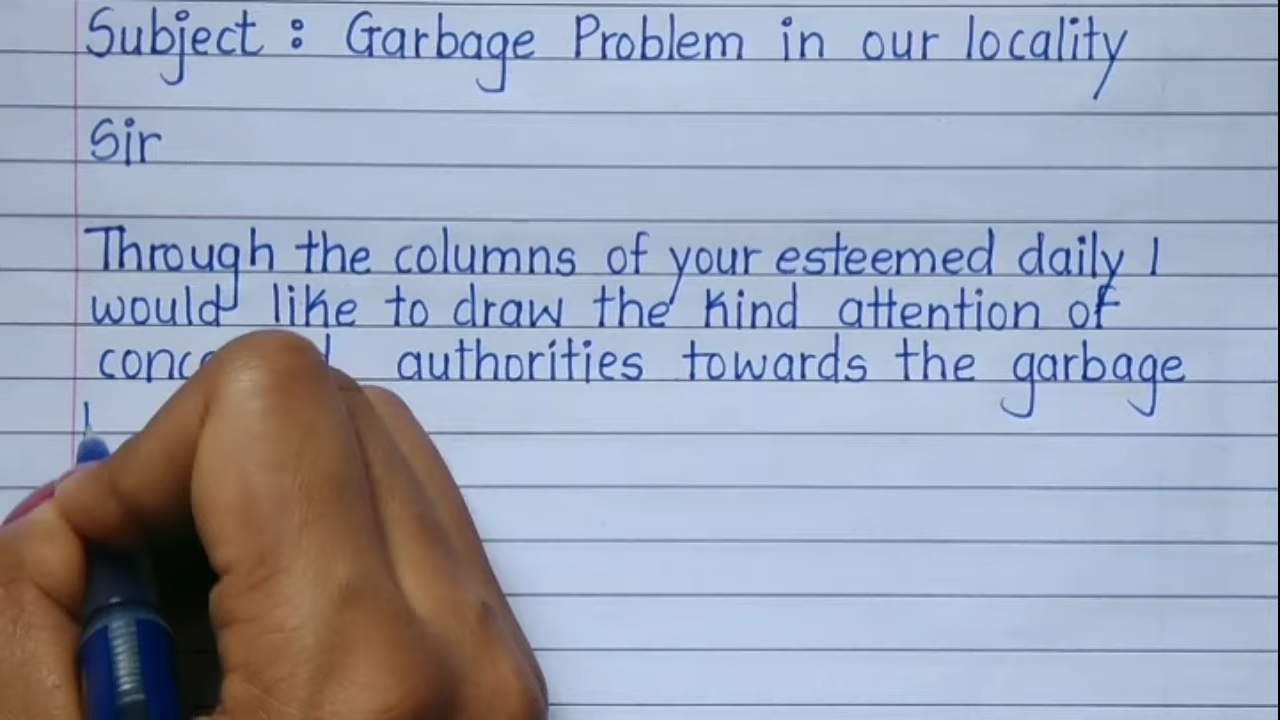 Subject : Garbage Problem in our locality
Sir
Through the columns of your esteemed daily I
would like to draw the kind attention of
authorities towards the garbage